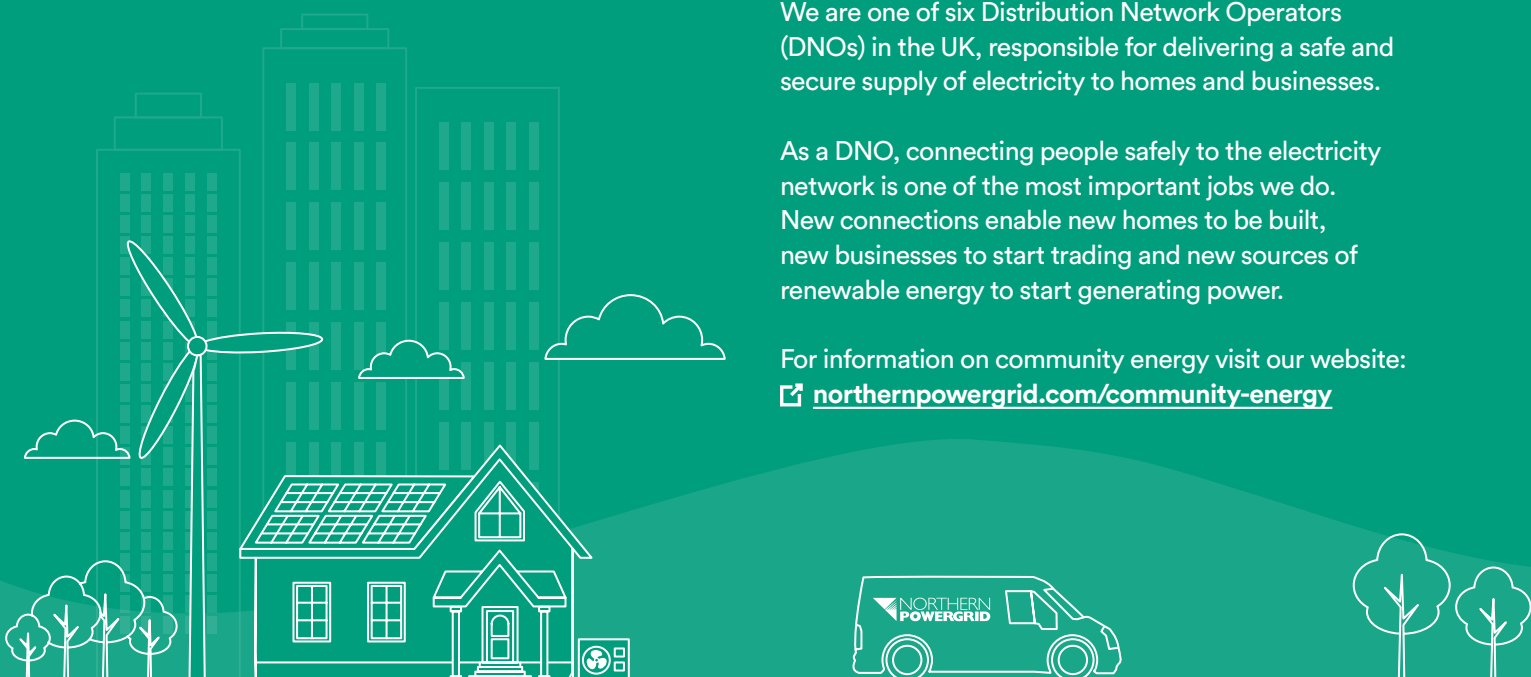 We are one of six Distribution Network Operators
(DNOs) in the UK, responsible for delivering a safe and
secure supply of electricity to homes and businesses.
As a DNO, connecting people safely to the electricity
network is one of the most important jobs we do.
New connections enable new homes to be built,
new businesses to start trading and new sources of
renewable energy to start generating power.
For information on community energy visit our website:
northernpowergrid.com/community-energy
NORTHERN
POWERGRID